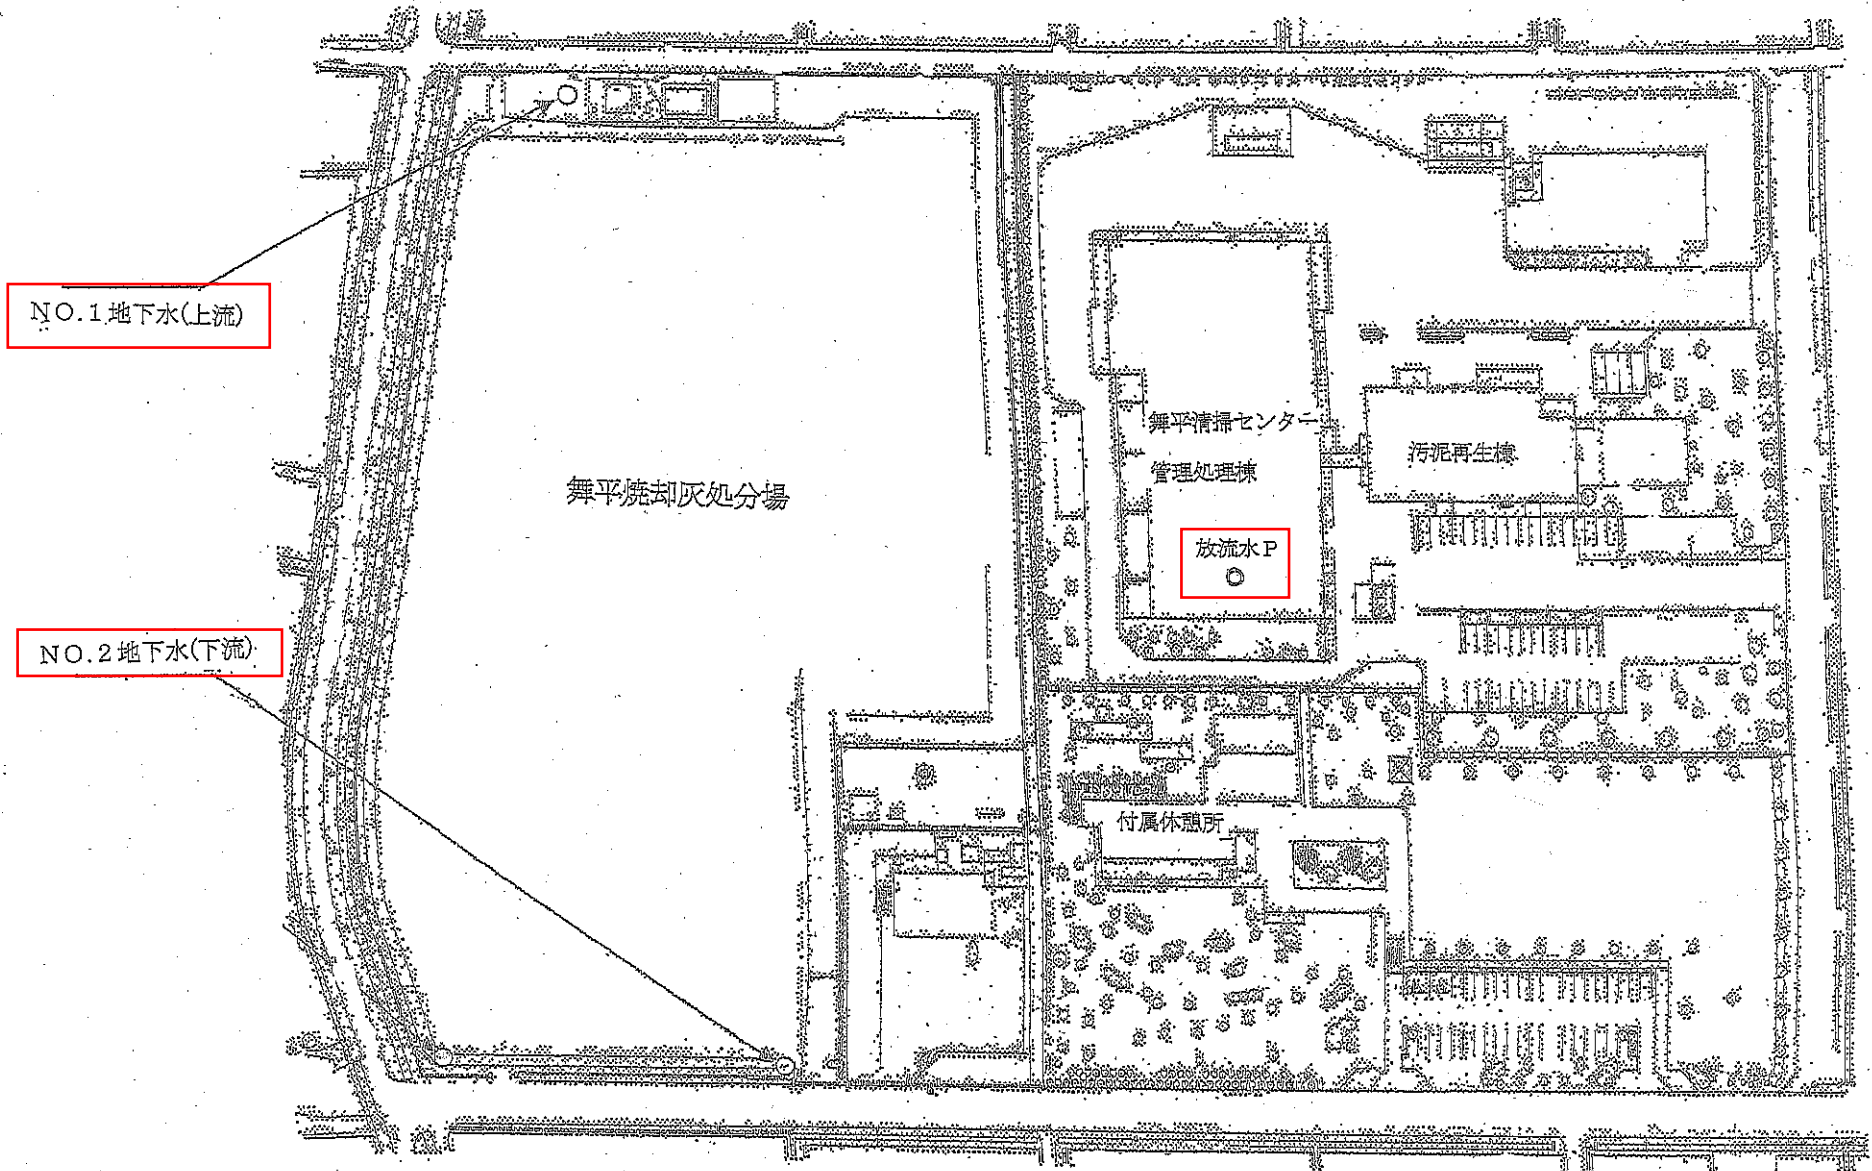 NO.1地下水(上流)
舞平清掃センター
管理処理棟
汚泥再生棟
舞平焼却灰処分場
放流水P
NO.2地下水(下流)
付属休憩所